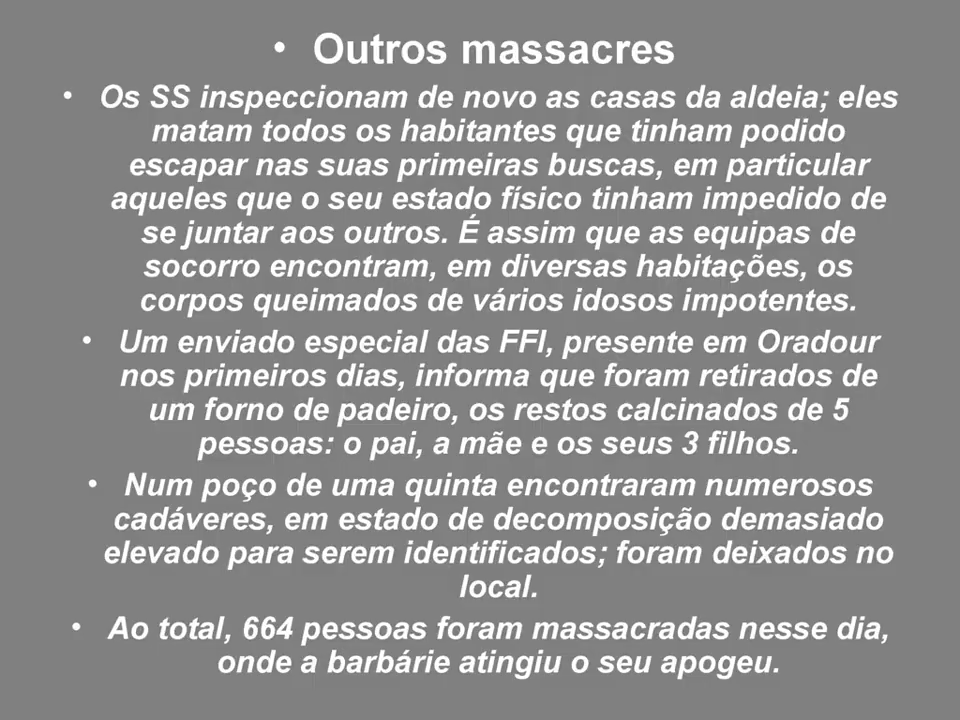 • Outros massacres
• Os SS inspeccionam de novo as casas da aldeia; eles
matam todos os habitantes que tinham podido
escapar nas suas primeiras buscas, em particular
aqueles que o seu estado físico tinham impedido de
se juntar aos outros. É assim que as equipas de
socorro encontram, em diversas habitações, os
corpos queimados de vários idosos impotentes.
• Um enviado especial das FFI, presente em Oradour
nos primeiros dias, informa que foram retirados de
um forno de padeiro, os restos calcinados de 5
pessoas: o pai, a mãe e os seus 3 filhos.
• Num poço de uma quinta encontraram numerosos
cadáveres, em estado de decomposição demasiado
elevado para serem identificados; foram deixados no
local.
• Ao total, 664 pessoas foram massacradas nesse dia,
onde a barbárie atingiu o seu apogeu.